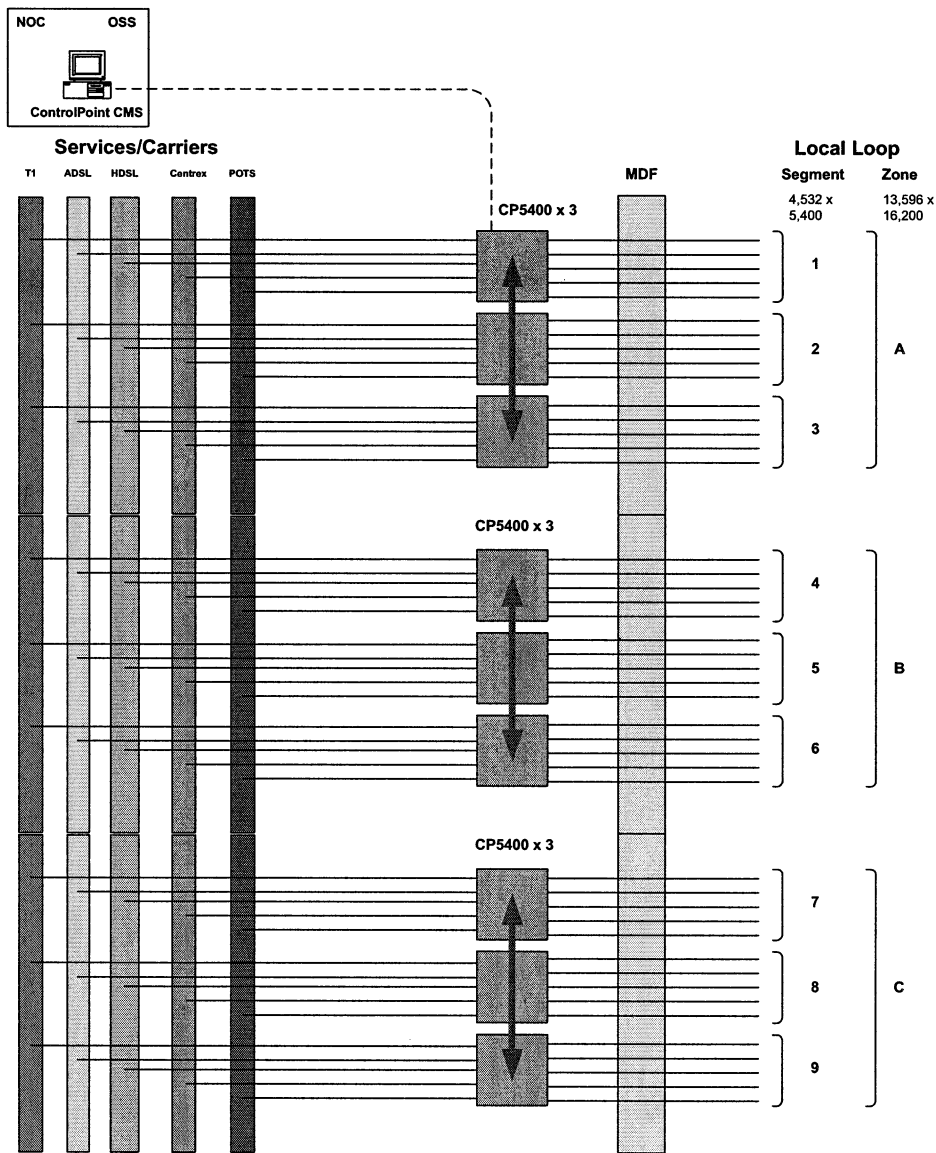 NOC OSS
ControlPoint CMS
Services/Carriers
T1 ADSL HDSL Centrex POTS
MDF
Local Loop
Segment Zone
4,532 x 13,596 x
5,400 16,200
CP5400 x 3
1
2
A
3
CP5400 x 3
4
5
B
6
CP5400 x 3
7
8
C
9